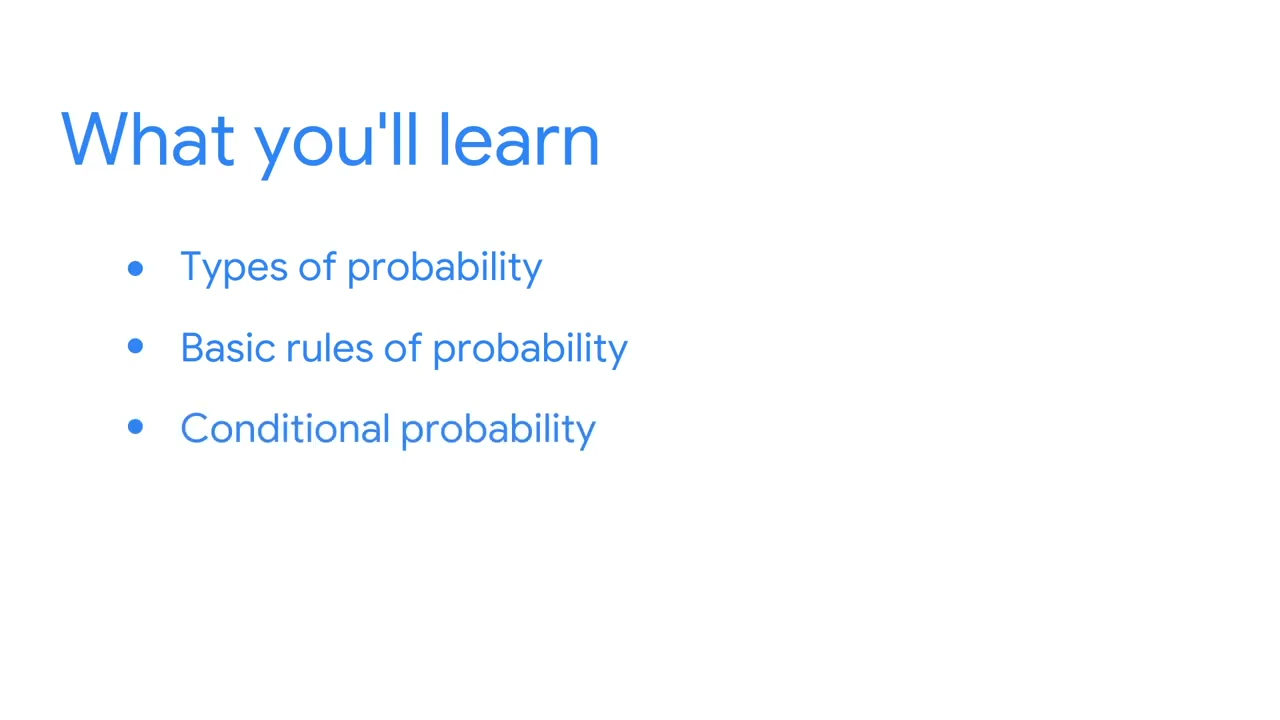 What you'll learn
• Types of probability
• Basic rules of probability
• Conditional probability